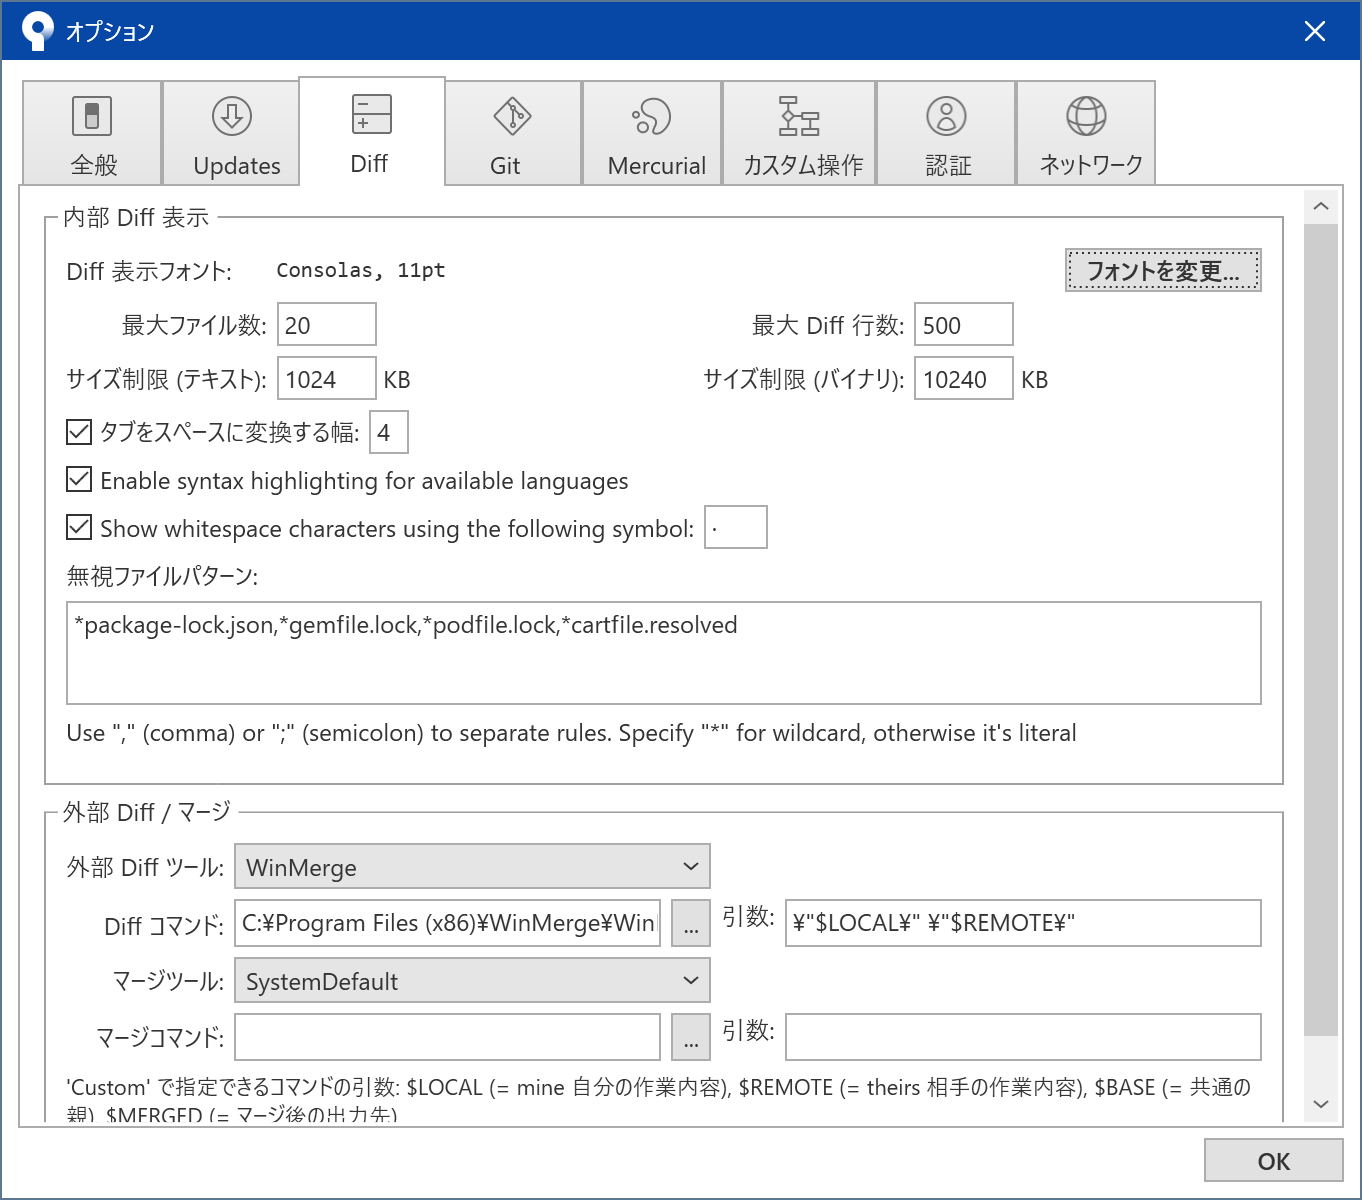 オプション
全般
Updates
Diff
Git
Mercurial
カスタム操作
認証
ネットワーク
内部 Diff 表示
Diff 表示フォント: Consolas, 11pt フォントを変更...
最大ファイル数: 20 最大 Diff 行数: 500
サイズ制限 (テキスト): 1024 KB サイズ制限 (バイナリ): 10240 KB
タブをスペースに変換する幅: 4
Enable syntax highlighting for available languages
Show whitespace characters using the following symbol: ·
無視ファイルパターン:
*package-lock.json,*gemfile.lock,*podfile.lock,*cartfile.resolved
Use "," (comma) or ";" (semicolon) to separate rules. Specify "*" for wildcard, otherwise it's literal
外部 Diff / マージ
外部 Diff ツール: WinMerge
Diff コマンド: C:¥Program Files (x86)¥WinMerge¥Win ... 引数: ¥"$LOCAL¥" ¥"$REMOTE¥"
マージツール: SystemDefault
マージコマンド: ... 引数:
'Custom' で指定できるコマンドの引数: $LOCAL (= mine 自分の作業内容), $REMOTE (= theirs 相手の作業内容), $BASE (= 共通の
親), $MERGED (= マージ後の出力先)
OK